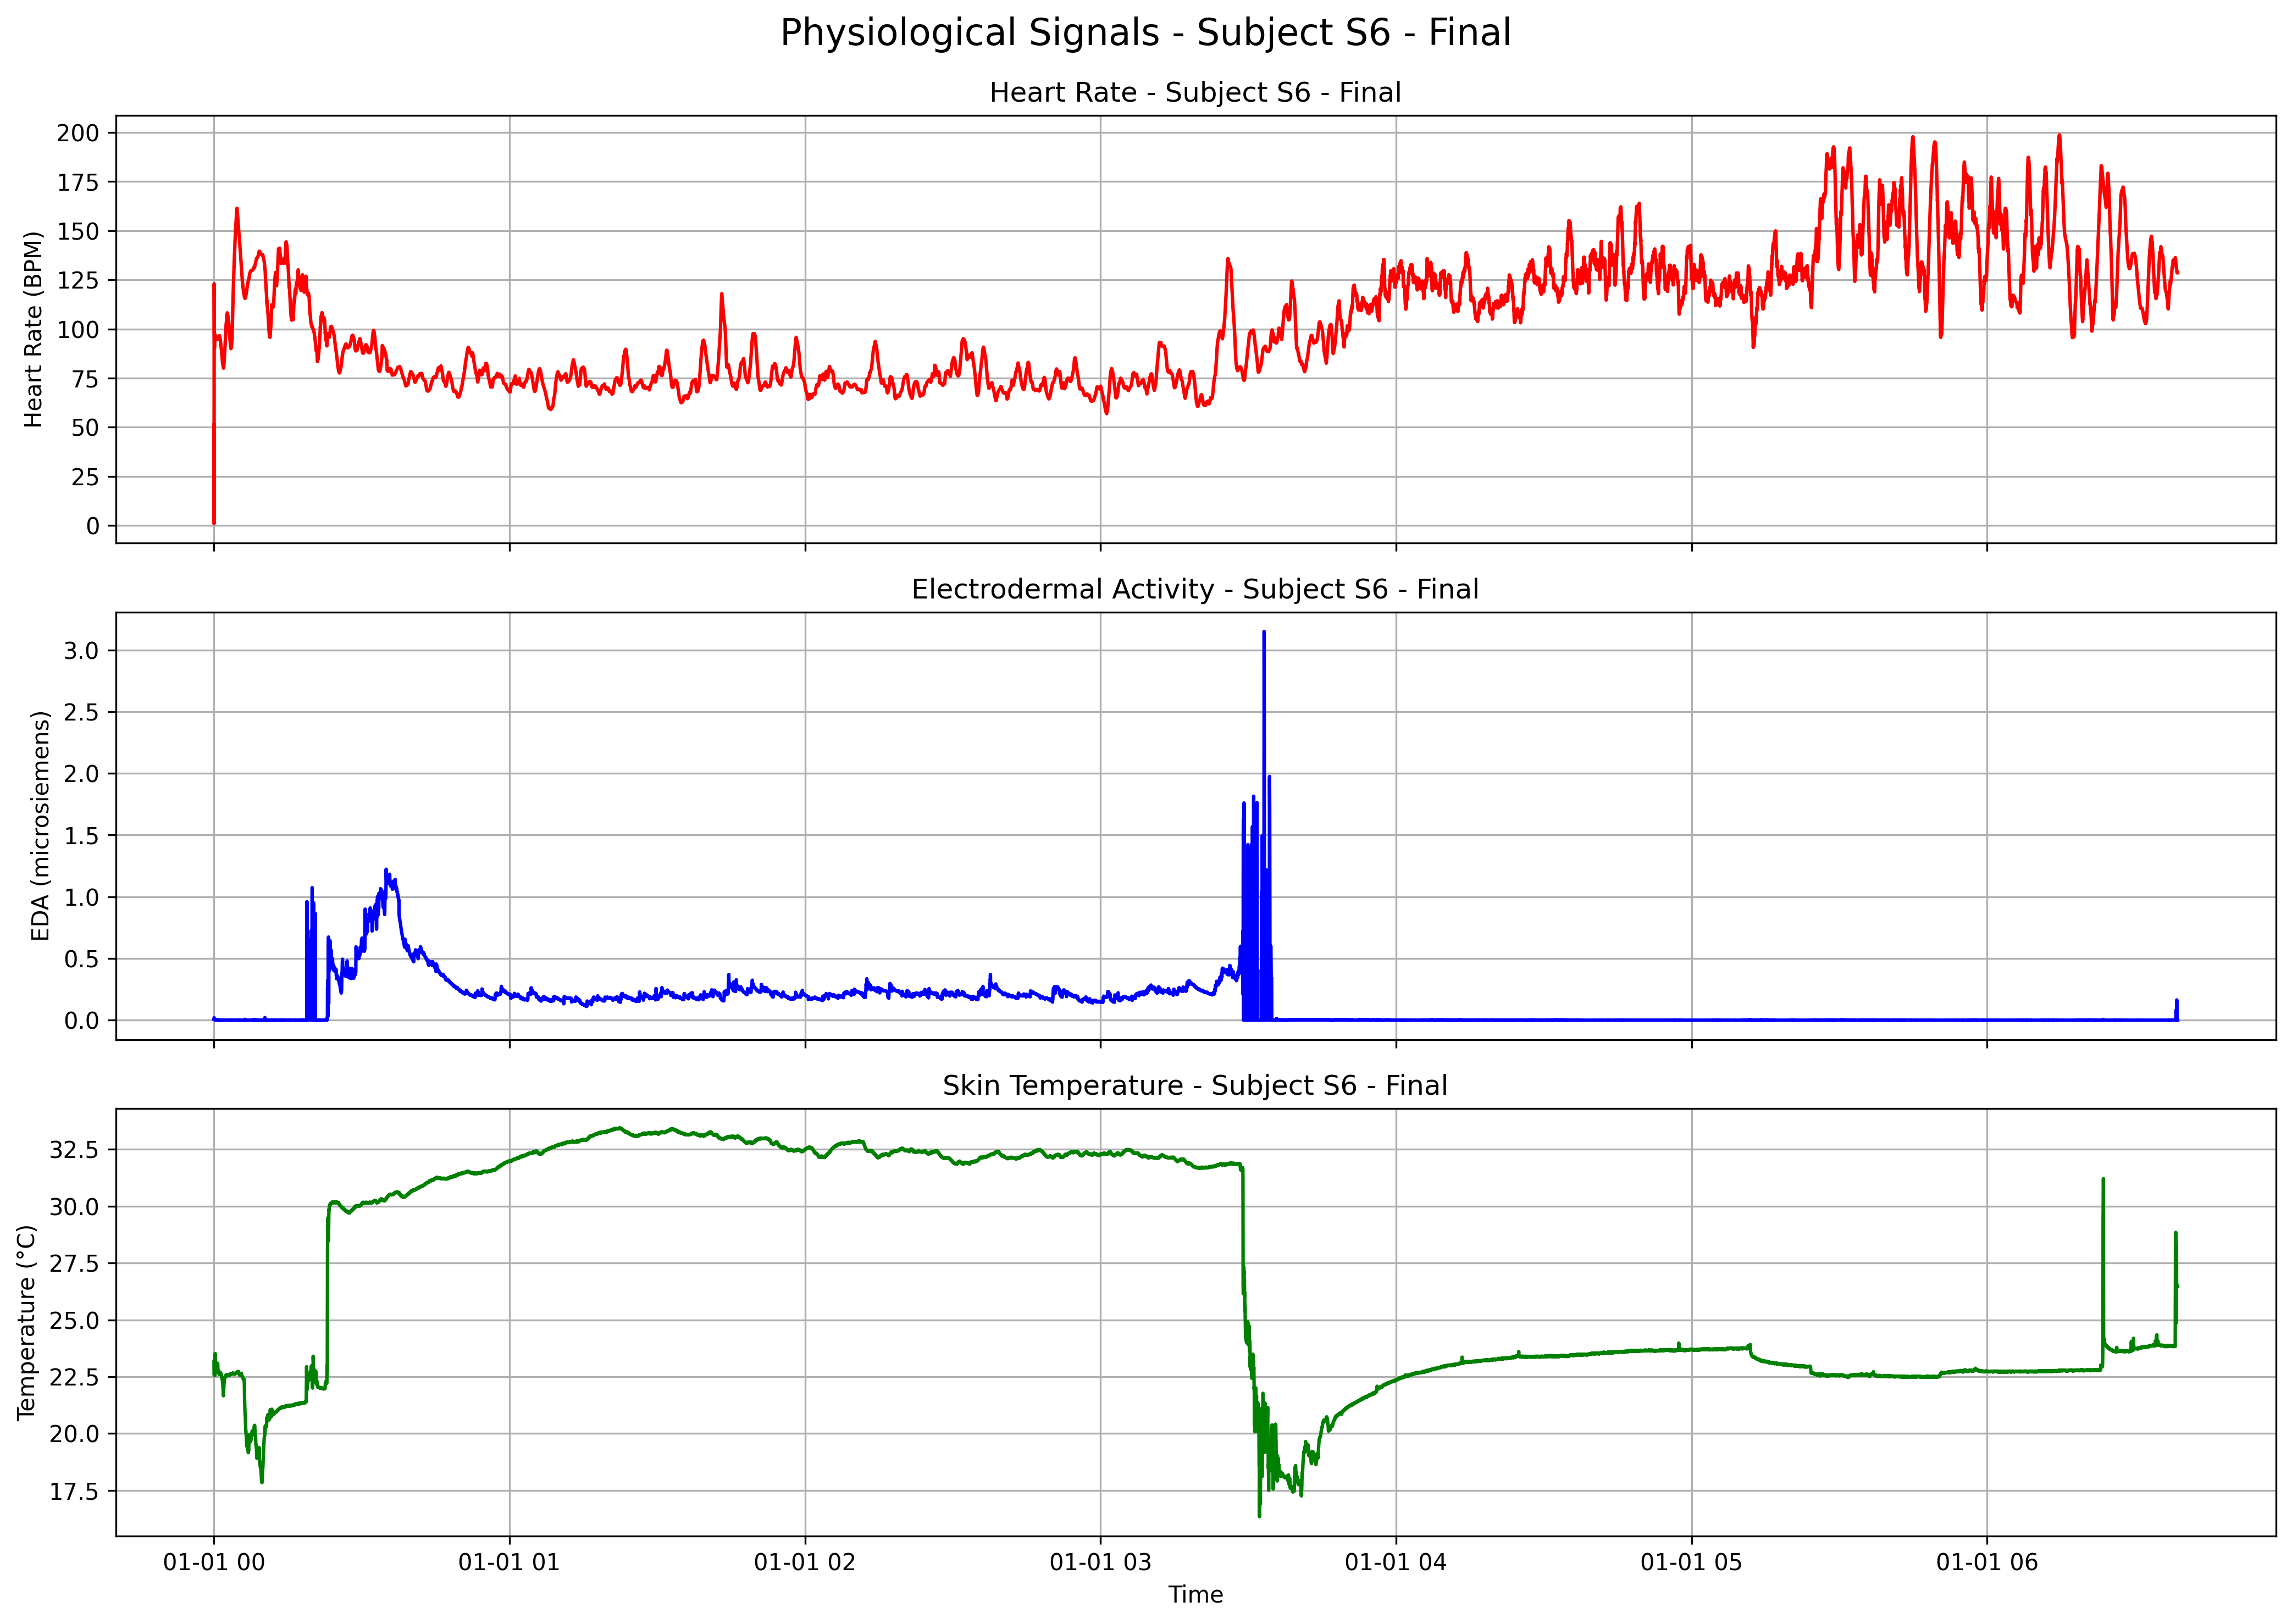 Physiological Signals - Subject S6 - Final
Heart Rate - Subject S6 - Final
Heart Rate (BPM)
200
175
150
125
100
75
50
25
0
Electrodermal Activity - Subject S6 - Final
EDA (microsiemens)
3.0
2.5
2.0
1.5
1.0
0.5
0.0
Skin Temperature - Subject S6 - Final
Temperature (°C)
32.5
30.0
27.5
25.0
22.5
20.0
17.5
01-01 00 01-01 01 01-01 02 01-01 03 01-01 04 01-01 05 01-01 06
Time